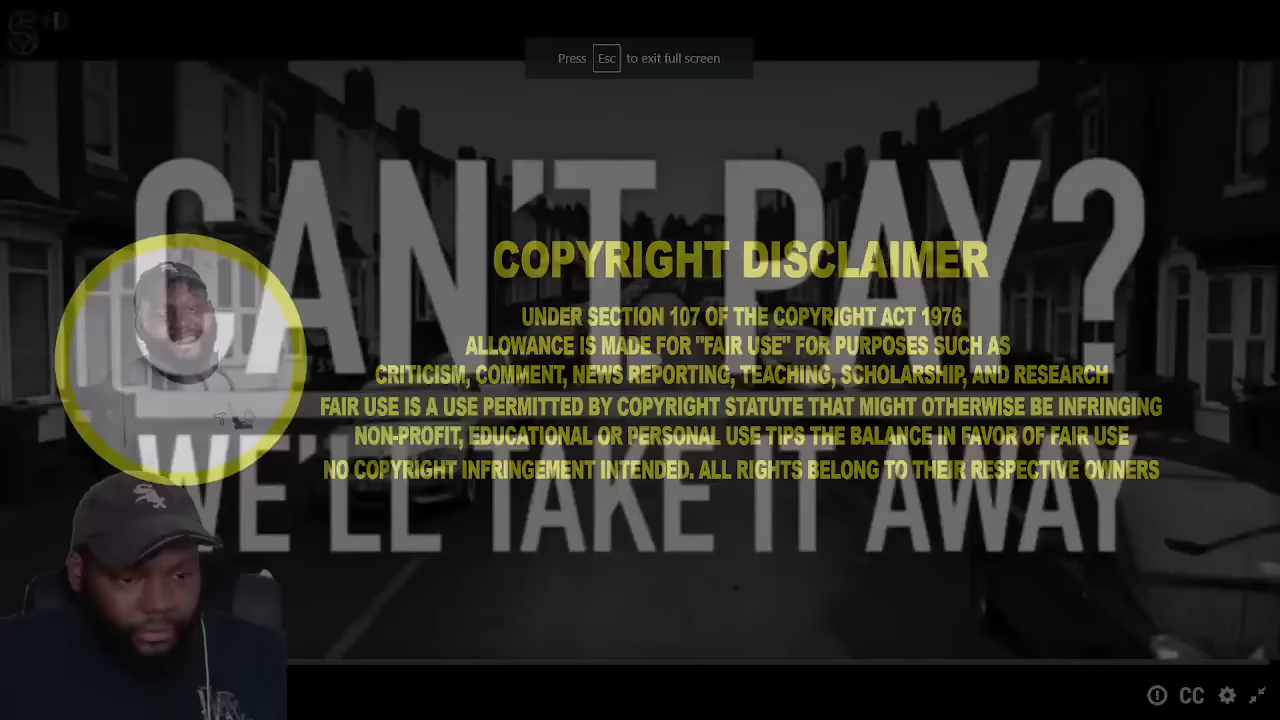 5 HD
Press Esc to exit full screen
CAN'T PAY?
COPYRIGHT DISCLAIMER
UNDER SECTION 107 OF THE COPYRIGHT ACT 1976
ALLOWANCE IS MADE FOR "FAIR USE" FOR PURPOSES SUCH AS
CRITICISM, COMMENT, NEWS REPORTING, TEACHING, SCHOLARSHIP, AND RESEARCH
FAIR USE IS A USE PERMITTED BY COPYRIGHT STATUTE THAT MIGHT OTHERWISE BE INFRINGING
NON-PROFIT, EDUCATIONAL OR PERSONAL USE TIPS THE BALANCE IN FAVOR OF FAIR USE
NO COPYRIGHT INFRINGEMENT INTENDED. ALL RIGHTS BELONG TO THEIR RESPECTIVE OWNERS
WE'LL TAKE IT AWAY
SOX
CC